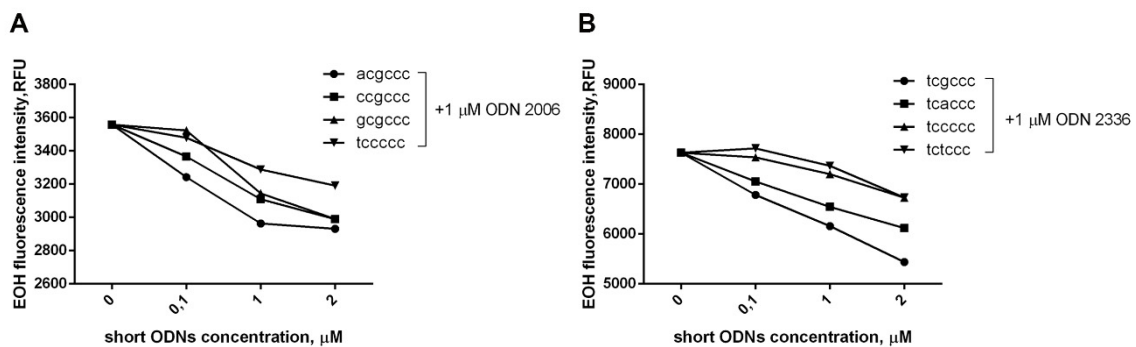 A
EOH fluorescence intensity,RFU
3800
3600
3400
3200
3000
2800
2600
0
0,1
1
2
short ODNs concentration, μM
acgccc
ccgccc
gcgccc
tccccc
+1 μM ODN 2006
B
EOH fluorescence intensity,RFU
9000
8000
7000
6000
5000
0
0,1
1
2
short ODNs concentration, μM
tcgccc
tcaccc
tccccc
tctccc
+1 μM ODN 2336